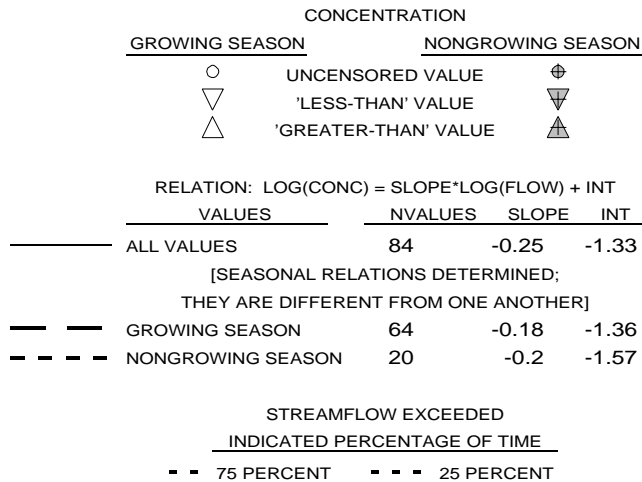 CONCENTRATION
GROWING SEASON NONGROWING SEASON
UNCENSORED VALUE
'LESS-THAN' VALUE
'GREATER-THAN' VALUE
RELATION: LOG(CONC) = SLOPE*LOG(FLOW) + INT
VALUES NVALUES SLOPE INT
ALL VALUES 84 -0.25 -1.33
[SEASONAL RELATIONS DETERMINED;
THEY ARE DIFFERENT FROM ONE ANOTHER]
GROWING SEASON 64 -0.18 -1.36
NONGROWING SEASON 20 -0.2 -1.57
STREAMFLOW EXCEEDED
INDICATED PERCENTAGE OF TIME
75 PERCENT 25 PERCENT